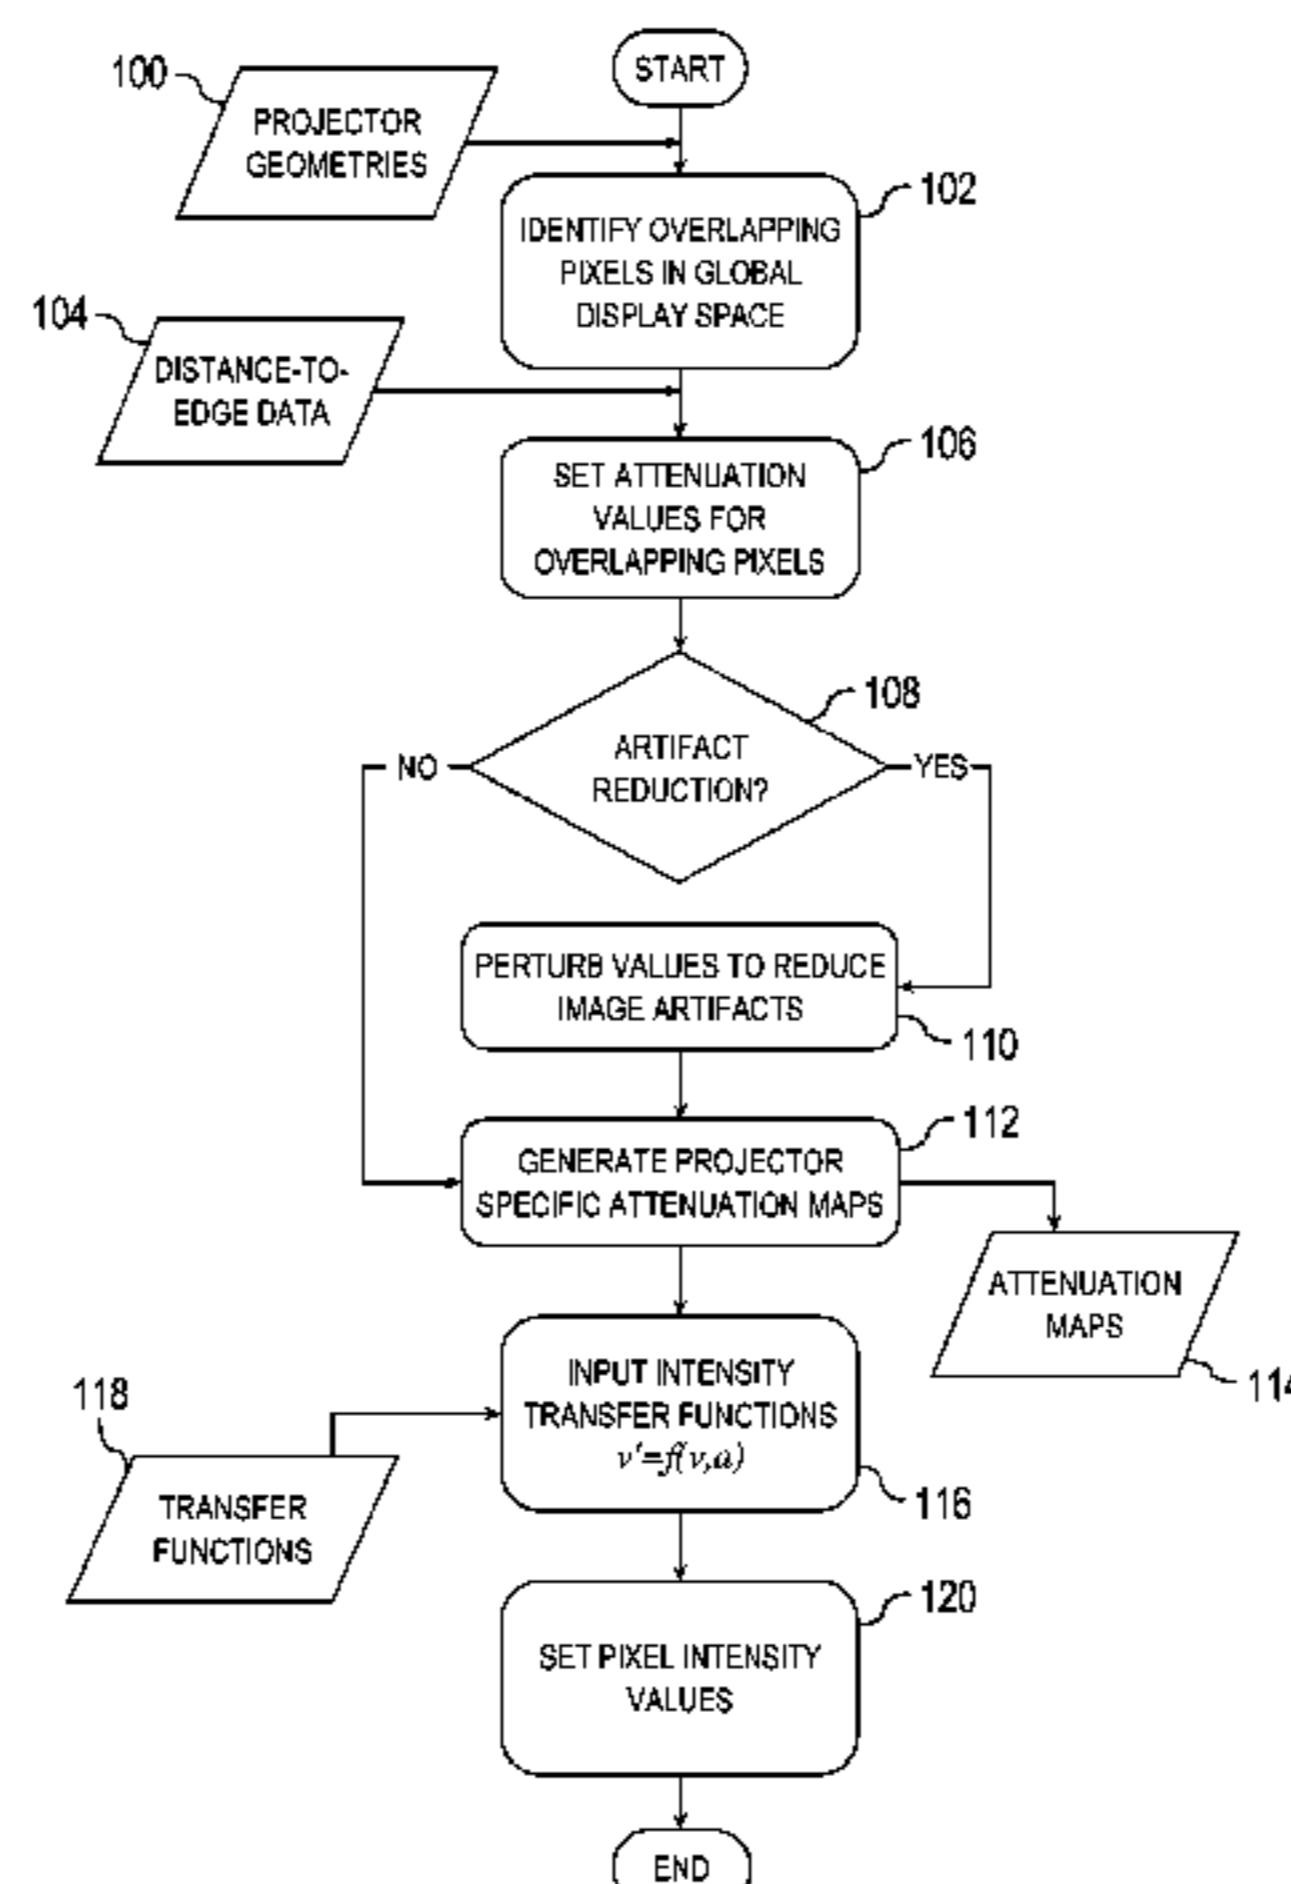 START
100
PROJECTOR
GEOMETRIES
102
IDENTIFY OVERLAPPING
PIXELS IN GLOBAL
DISPLAY SPACE
104
DISTANCE-TO-
EDGE DATA
106
SET ATTENUATION
VALUES FOR
OVERLAPPING PIXELS
108
ARTIFACT
REDUCTION?
NO
YES
PERTURB VALUES TO REDUCE
IMAGE ARTIFACTS
110
112
GENERATE PROJECTOR
SPECIFIC ATTENUATION MAPS
ATTENUATION
MAPS
114
INPUT INTENSITY
TRANSFER FUNCTIONS
v'=f(v,a)
116
118
TRANSFER
FUNCTIONS
120
SET PIXEL INTENSITY
VALUES
END